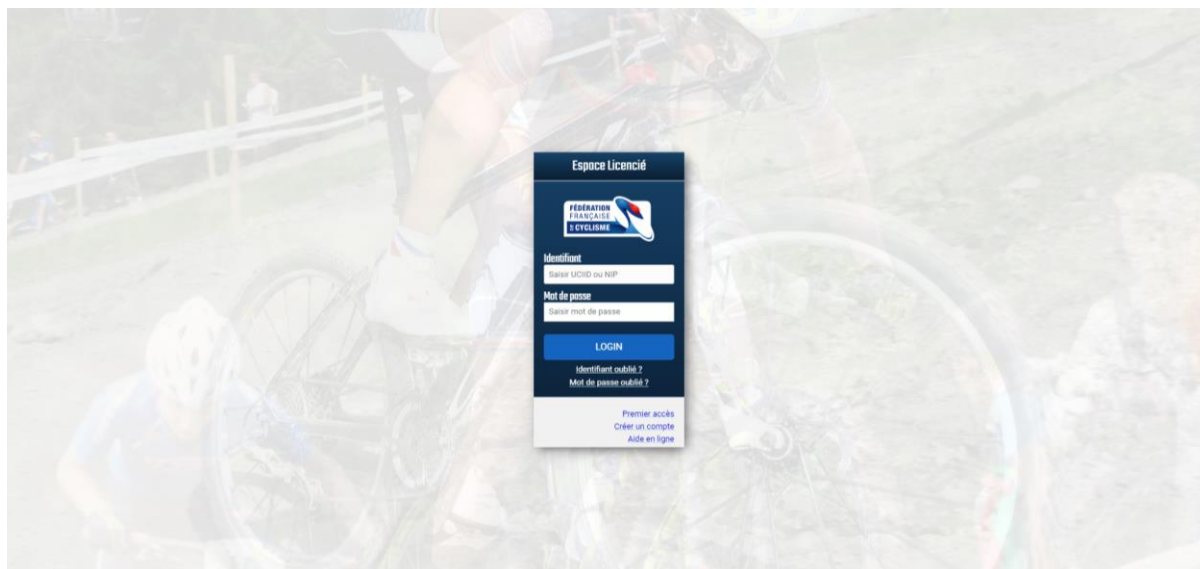 Espace Licencié
FÉDÉRATION
FRANÇAISE
DE CYCLISME
Identifiant
Saisir UCIID ou NIP
Mot de passe
Saisir mot de passe
LOGIN
Identifiant oublié ?
Mot de passe oublié ?
Premier accès
Créer un compte
Aide en ligne